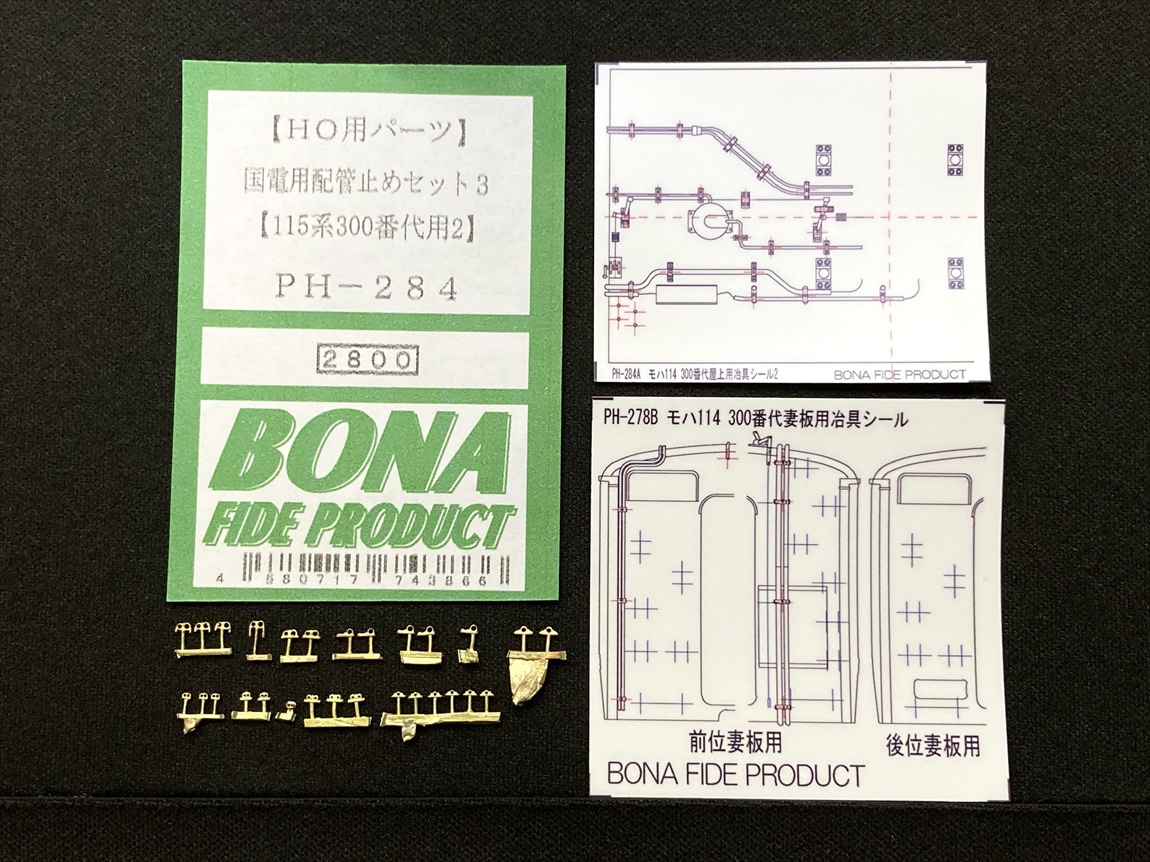 【HO用パーツ】
国電用配管止めセット3
【115系300番代用2】
PH-284
2800
BONA
FIDE PRODUCT
4 580717 743866
PH-284A モハ114 300番代屋上用冶具シール2
BONA FIDE PRODUCT
PH-278B モハ114 300番代妻板用冶具シール
前位妻板用
後位妻板用
BONA FIDE PRODUCT